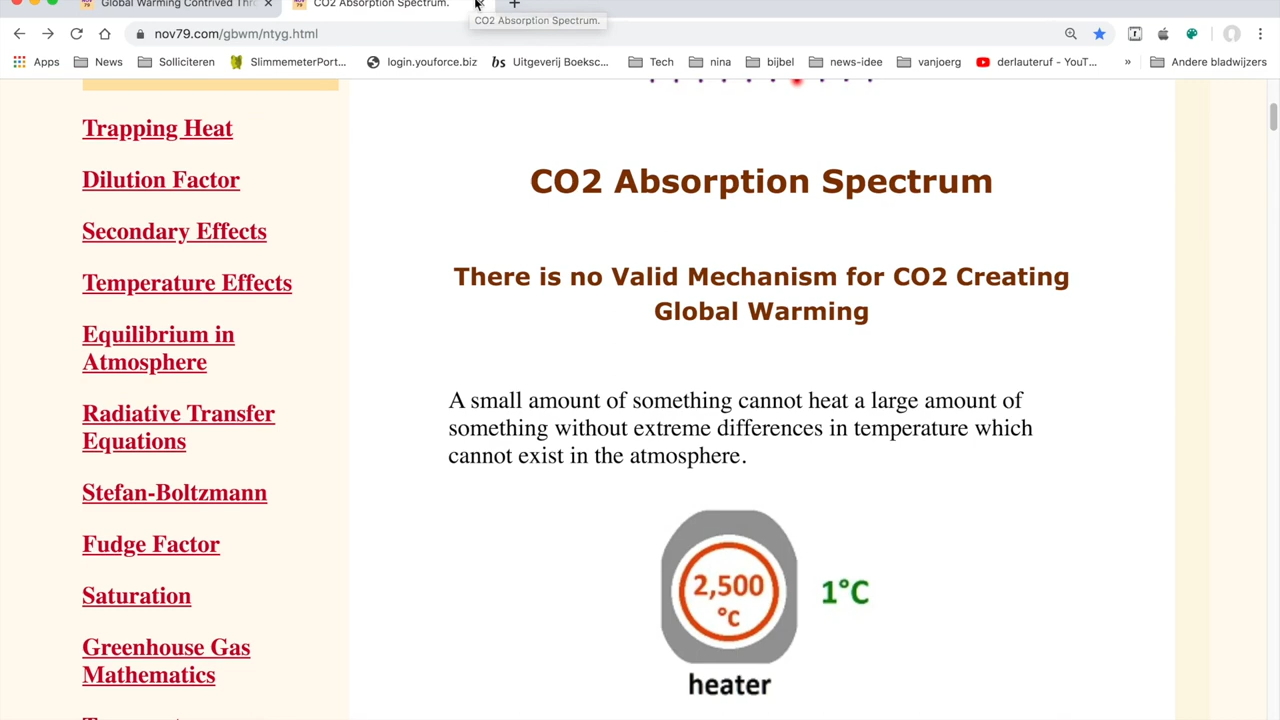 Global Warming Contrived Thro
CO2 Absorption Spectrum.
CO2 Absorption Spectrum.
nov79.com/gbwm/ntyg.html
Apps News Solliciteren SlimmemeterPort... login.youforce.biz bs Uitgeverij Boeksc... Tech nina bijbel news-idee vanjoerg derlauteruf - YouT... » Andere bladwijzers
Trapping Heat
Dilution Factor
Secondary Effects
Temperature Effects
Equilibrium in
Atmosphere
Radiative Transfer
Equations
Stefan-Boltzmann
Fudge Factor
Saturation
Greenhouse Gas
Mathematics
CO2 Absorption Spectrum
There is no Valid Mechanism for CO2 Creating
Global Warming
A small amount of something cannot heat a large amount of
something without extreme differences in temperature which
cannot exist in the atmosphere.
2,500
°C
1°C
heater